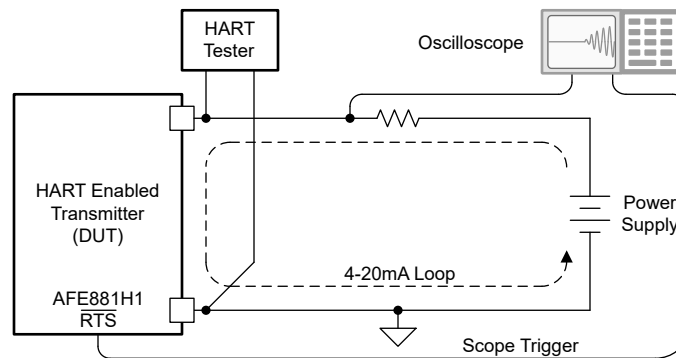 HART
Tester
Oscilloscope
HART Enabled
Transmitter
(DUT)
Power
Supply
4-20mA Loop
AFE881H1
RTS
Scope Trigger